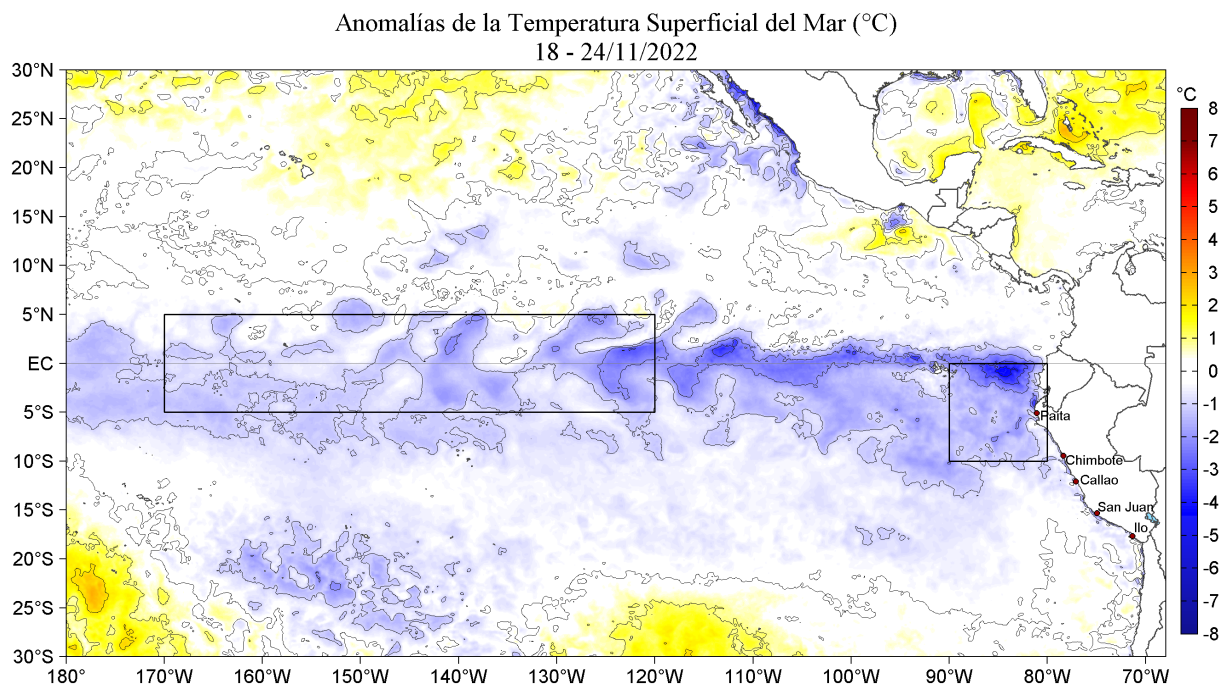 Anomalías de la Temperatura Superficial del Mar (°C)
18 - 24/11/2022
30°N
25°N
20°N
15°N
10°N
5°N
EC
5°S
10°S
15°S
20°S
25°S
30°S
180
170°W
160°W
150°W
140°W
130°W
120°W
110°W
100°W
90°W
80°W
70°W
Paita
Chimbote
Callao
San Juan
Ilo
°C
8
7
6
5
4
3
2
1
0
-1
-2
-3
-4
-5
-6
-7
-8